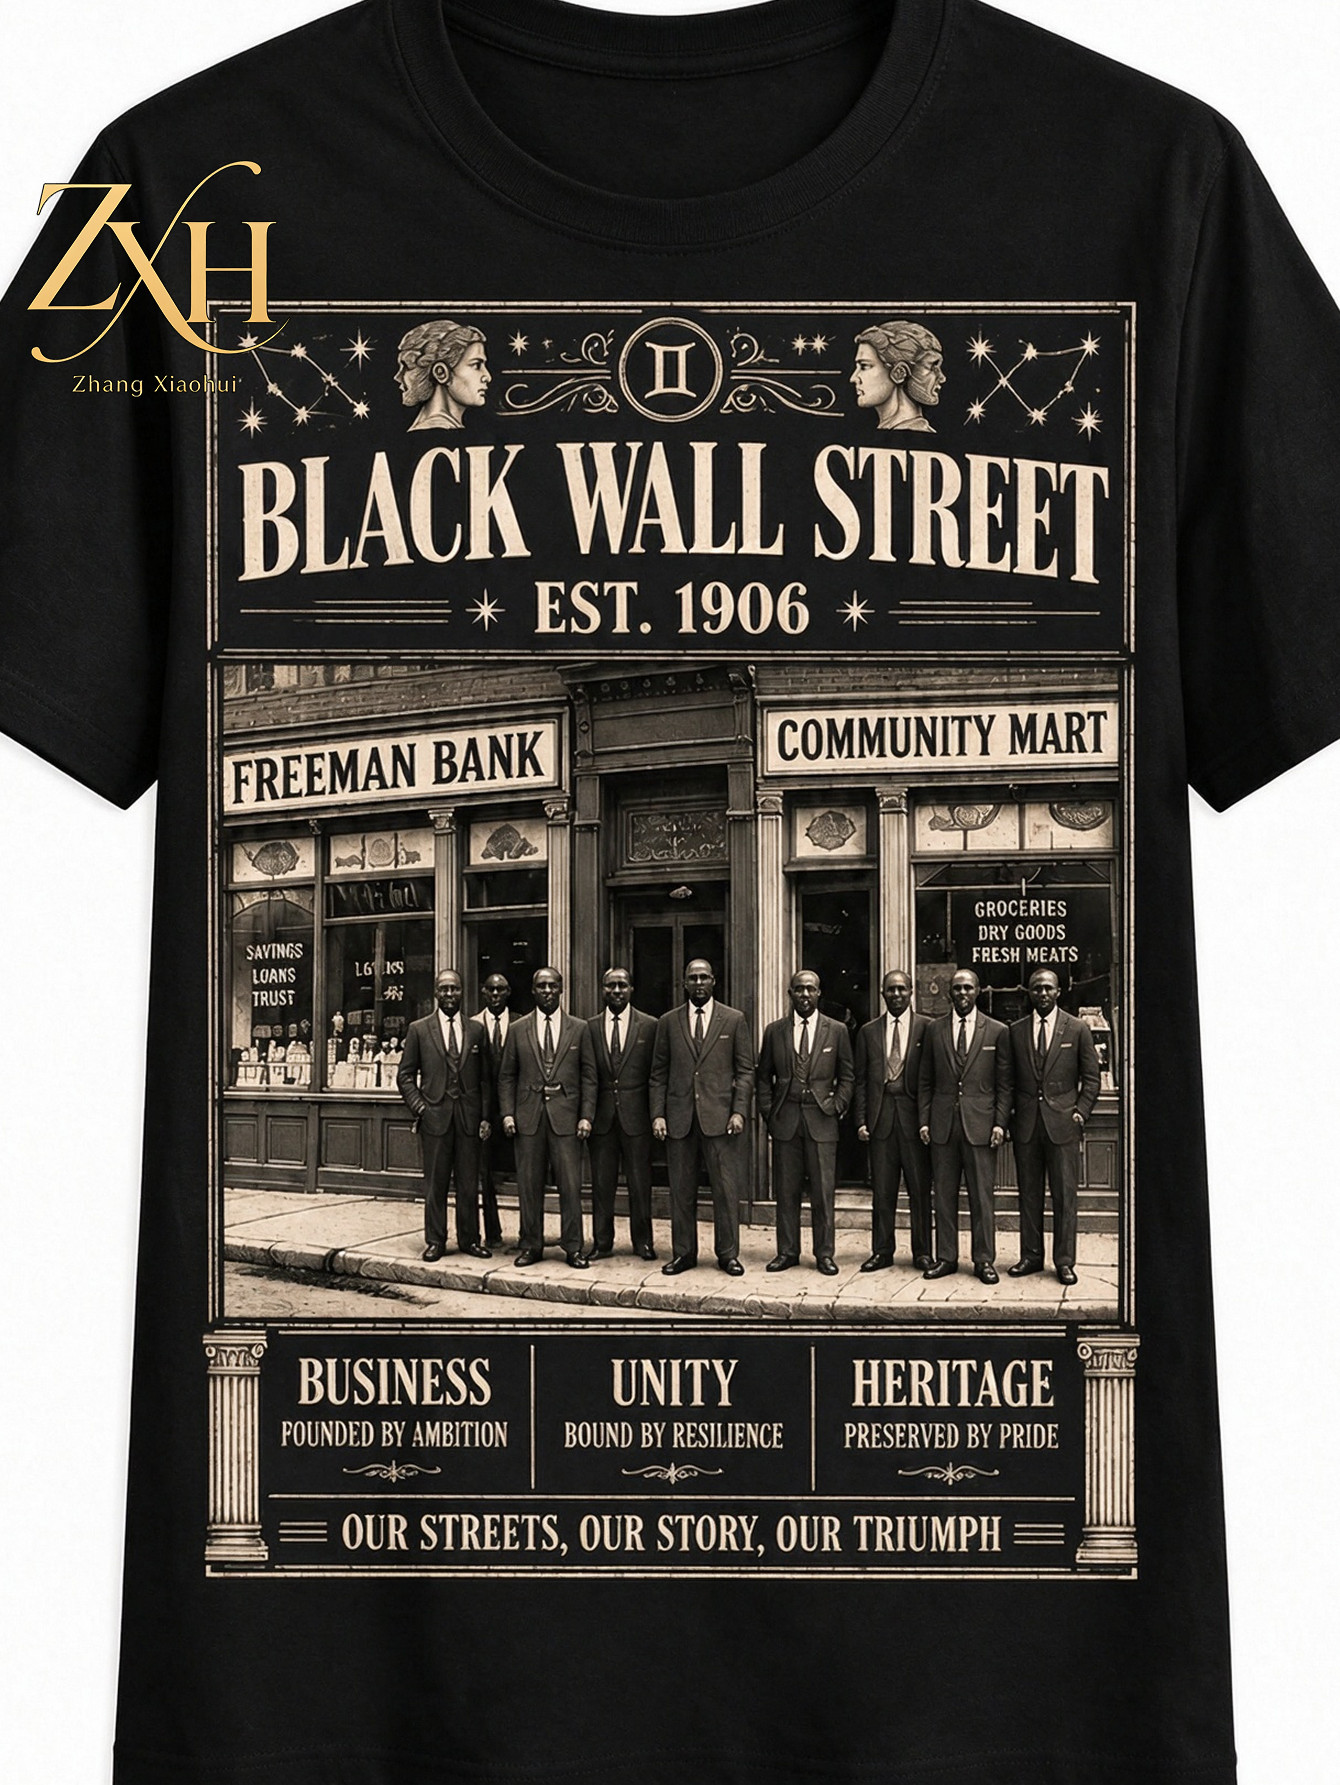 ZXH
Zhang Xiaohui
♊
BLACK WALL STREET
EST. 1906
FREEMAN BANK
COMMUNITY MART
GROCERIES
DRY GOODS
FRESH MEATS
SAVINGS
LOANS
TRUST
BUSINESS
FOUNDED BY AMBITION
UNITY
BOUND BY RESILIENCE
HERITAGE
PRESERVED BY PRIDE
OUR STREETS, OUR STORY, OUR TRIUMPH